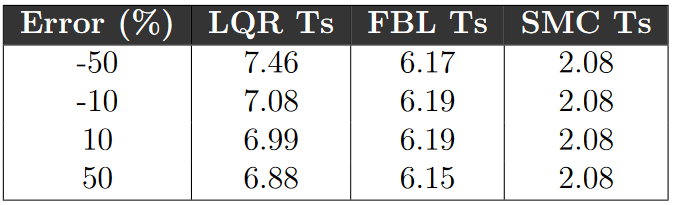 Error (%) LQR Ts FBL Ts SMC Ts
-50 7.46 6.17 2.08
-10 7.08 6.19 2.08
10 6.99 6.19 2.08
50 6.88 6.15 2.08